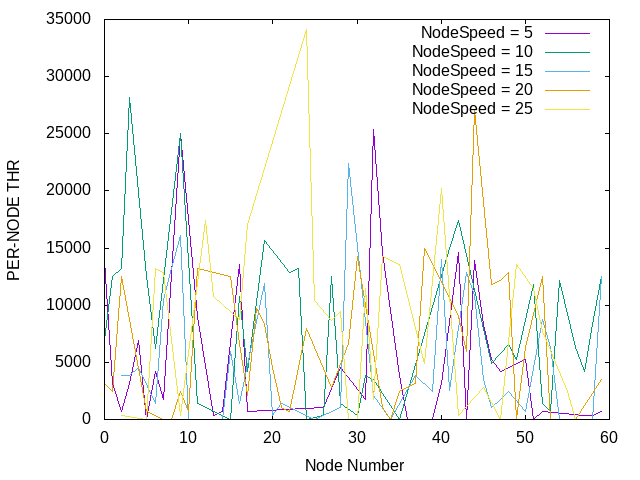 35000
30000
25000
20000
15000
10000
5000
0
PER-NODE THR
NodeSpeed = 5
NodeSpeed = 10
NodeSpeed = 15
NodeSpeed = 20
NodeSpeed = 25
0 10 20 30 40 50 60
Node Number